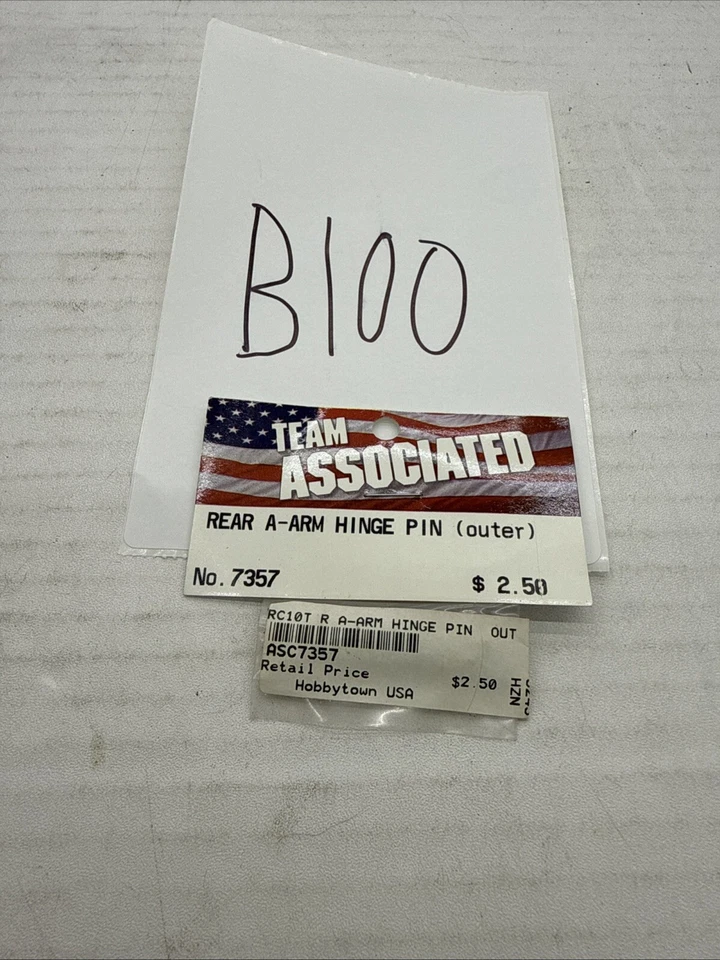 B100
TEAM
ASSOCIATED
REAR A-ARM HINGE PIN (outer)
No. 7357 $ 2.50
RC10T R A-ARM HINGE PIN OUT
ASC7357
Retail Price $2.50
Hobbytown USA
HZN